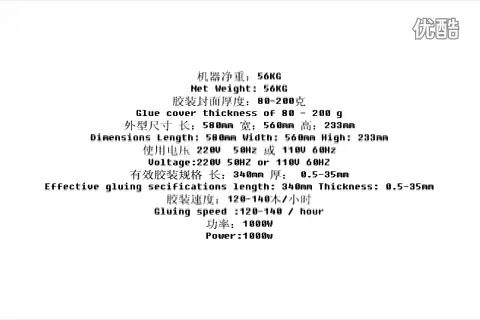 优酷
机器净重：56KG
Net Weight: 56KG
胶装封面厚度：80-200克
Glue cover thickness of 80 - 200 g
外型尺寸 长：580mm 宽：560mm 高：233mm
Dimensions Length: 580mm Width: 560mm High: 233mm
使用电压 220V 50Hz 或 110V 60Hz
Voltage:220V 50HZ or 110V 60HZ
有效胶装规格 长：340mm 厚： 0.5-35mm
Effective gluing secifications length: 340mm Thickness: 0.5-35mm
胶装速度：120-140本/小时
Gluing speed :120-140 / hour
功率：1000W
Power:1000w